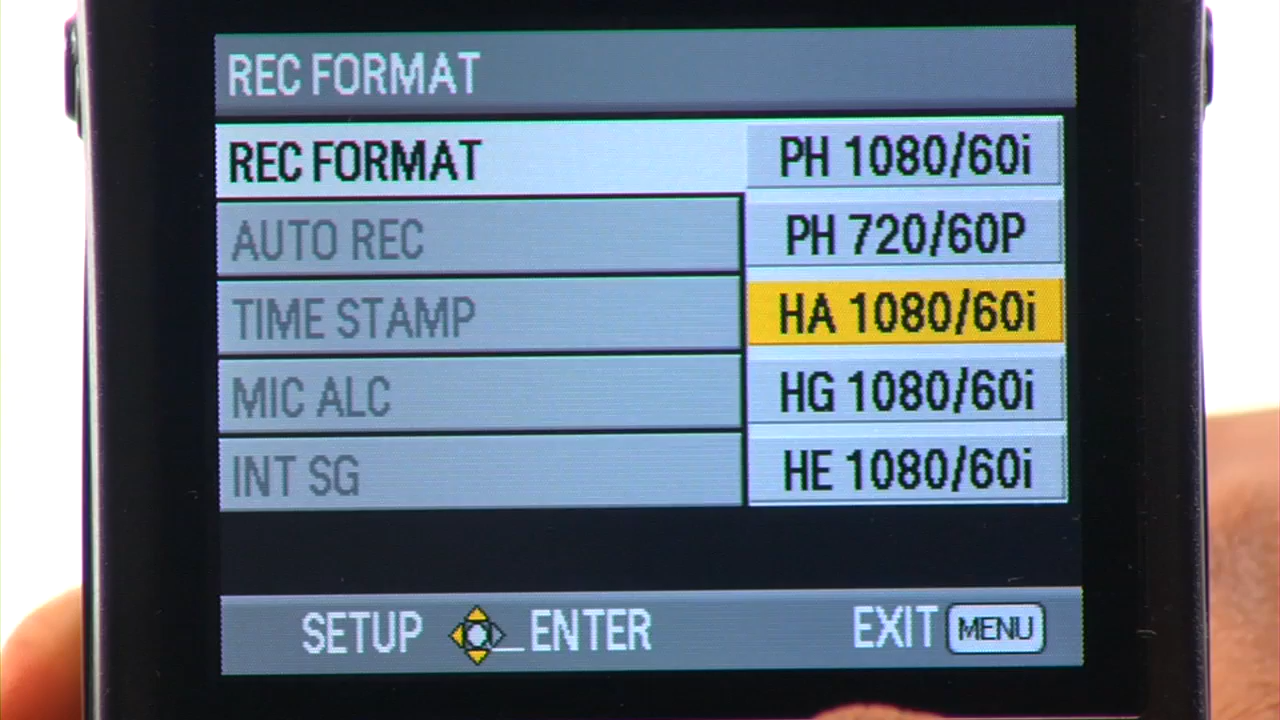 REC FORMAT
REC FORMAT PH 1080/60i
AUTO REC PH 720/60P
TIME STAMP HA 1080/60i
MIC ALC HG 1080/60i
INT SG HE 1080/60i
SETUP ENTER EXIT MENU